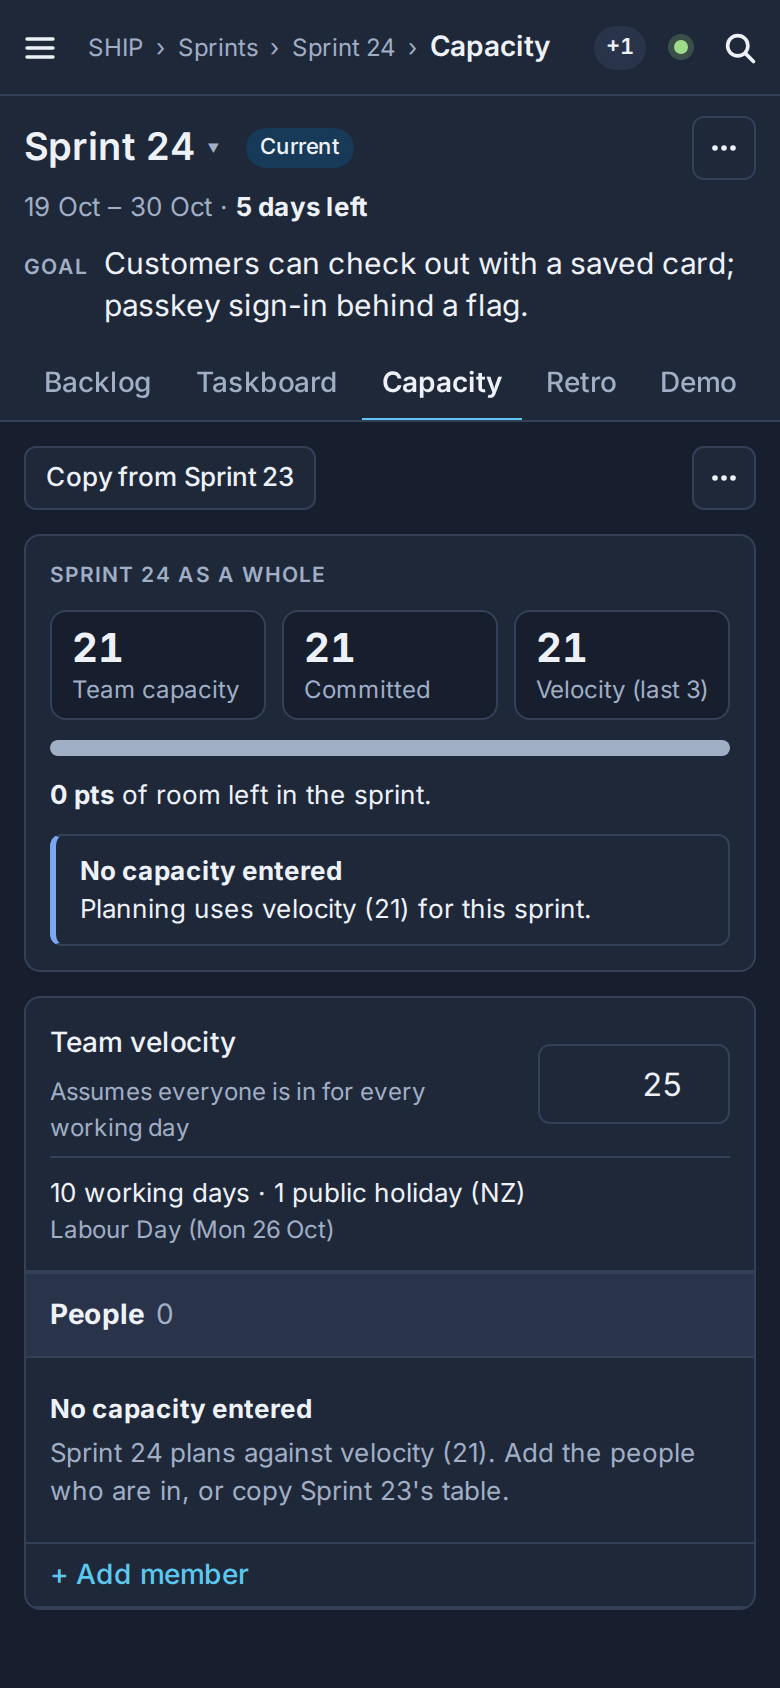 SHIP › Sprints › Sprint 24 › Capacity +1
Sprint 24 ▾ Current
19 Oct – 30 Oct · 5 days left
GOAL Customers can check out with a saved card;
passkey sign-in behind a flag.
Backlog Taskboard Capacity Retro Demo
Copy from Sprint 23
SPRINT 24 AS A WHOLE
21 21 21
Team capacity Committed Velocity (last 3)
0 pts of room left in the sprint.
No capacity entered
Planning uses velocity (21) for this sprint.
Team velocity
25
Assumes everyone is in for every
working day
10 working days · 1 public holiday (NZ)
Labour Day (Mon 26 Oct)
People 0
No capacity entered
Sprint 24 plans against velocity (21). Add the people
who are in, or copy Sprint 23's table.
+ Add member